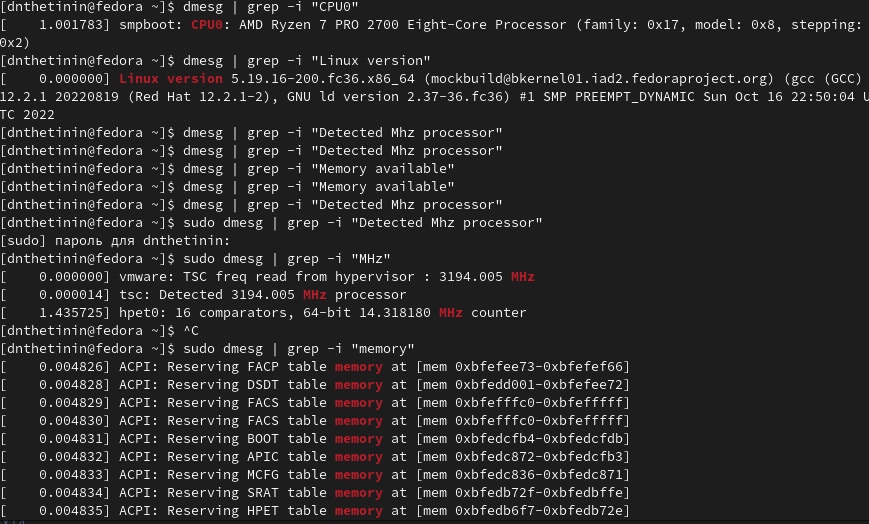 [dnthetinin@fedora ~]$ dmesg | grep -i "CPU0"
[    1.001783] smpboot: CPU0: AMD Ryzen 7 PRO 2700 Eight-Core Processor (family: 0x17, model: 0x8, stepping:
0x2)
[dnthetinin@fedora ~]$ dmesg | grep -i "Linux version"
[    0.000000] Linux version 5.19.16-200.fc36.x86_64 (mockbuild@bkernel01.iad2.fedoraproject.org) (gcc (GCC)
12.2.1 20220819 (Red Hat 12.2.1-2), GNU ld version 2.37-36.fc36) #1 SMP PREEMPT_DYNAMIC Sun Oct 16 22:50:04 U
TC 2022
[dnthetinin@fedora ~]$ dmesg | grep -i "Detected Mhz processor"
[dnthetinin@fedora ~]$ dmesg | grep -i "Detected Mhz processor"
[dnthetinin@fedora ~]$ dmesg | grep -i "Memory available"
[dnthetinin@fedora ~]$ dmesg | grep -i "Memory available"
[dnthetinin@fedora ~]$ dmesg | grep -i "Detected Mhz processor"
[dnthetinin@fedora ~]$ sudo dmesg | grep -i "Detected Mhz processor"
[sudo] пароль для dnthetinin:
[dnthetinin@fedora ~]$ sudo dmesg | grep -i "MHz"
[    0.000000] vmware: TSC freq read from hypervisor : 3194.005 MHz
[    0.000014] tsc: Detected 3194.005 MHz processor
[    1.435725] hpet0: 16 comparators, 64-bit 14.318180 MHz counter
[dnthetinin@fedora ~]$ ^C
[dnthetinin@fedora ~]$ sudo dmesg | grep -i "memory"
[    0.004826] ACPI: Reserving FACP table memory at [mem 0xbfefee73-0xbfefef66]
[    0.004828] ACPI: Reserving DSDT table memory at [mem 0xbfedd001-0xbfefee72]
[    0.004829] ACPI: Reserving FACS table memory at [mem 0xbfefffc0-0xbfefffff]
[    0.004830] ACPI: Reserving FACS table memory at [mem 0xbfefffc0-0xbfefffff]
[    0.004831] ACPI: Reserving BOOT table memory at [mem 0xbfedcfb4-0xbfedcfdb]
[    0.004832] ACPI: Reserving APIC table memory at [mem 0xbfedc872-0xbfedcfb3]
[    0.004833] ACPI: Reserving MCFG table memory at [mem 0xbfedc836-0xbfedc871]
[    0.004834] ACPI: Reserving SRAT table memory at [mem 0xbfedb72f-0xbfedbffe]
[    0.004835] ACPI: Reserving HPET table memory at [mem 0xbfedb6f7-0xbfedb72e]